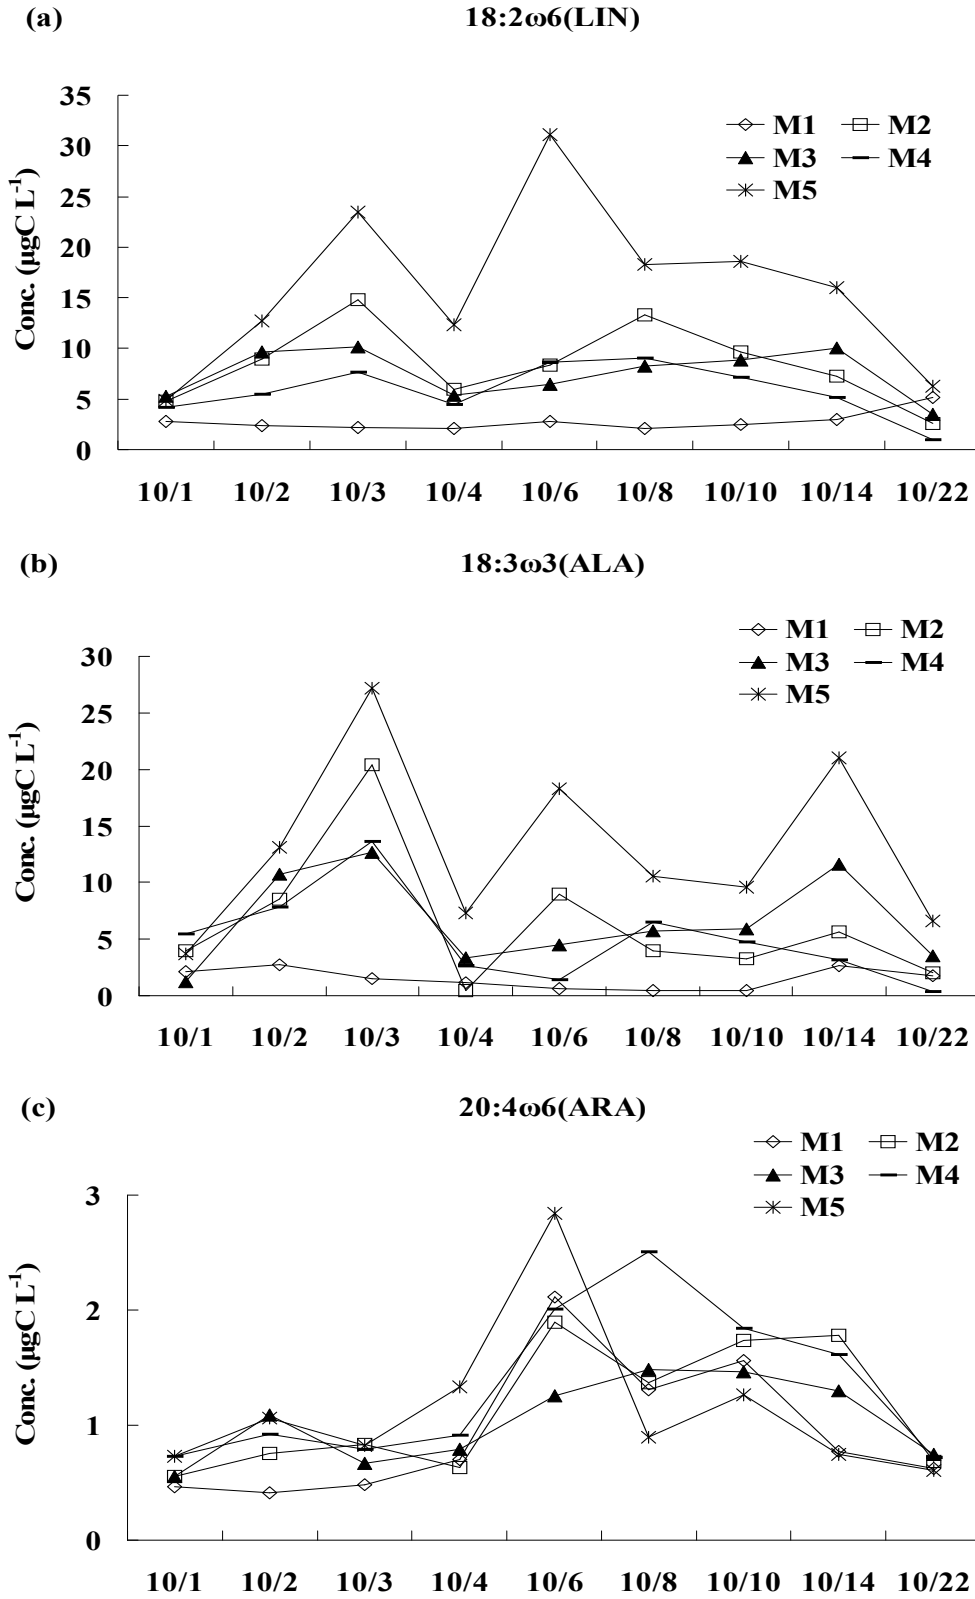 (a) 18:2ω6(LIN)
M1 M2
M3 M4
M5
Conc. (µgC L-1)
35
30
25
20
15
10
5
0
10/1 10/2 10/3 10/4 10/6 10/8 10/10 10/14 10/22
(b) 18:3ω3(ALA)
M1 M2
M3 M4
M5
Conc. (µgC L-1)
30
25
20
15
10
5
0
10/1 10/2 10/3 10/4 10/6 10/8 10/10 10/14 10/22
(c) 20:4ω6(ARA)
M1 M2
M3 M4
M5
Conc. (µgC L-1)
3
2
1
0
10/1 10/2 10/3 10/4 10/6 10/8 10/10 10/14 10/22